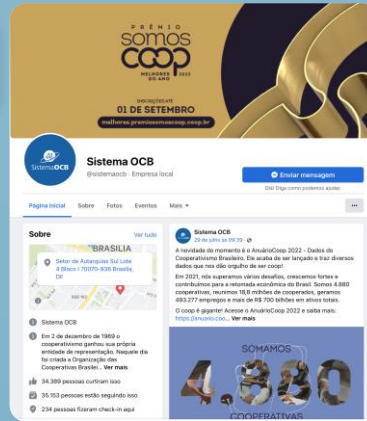 PRÊMIO
SOMOS
COOP
MELHORES 2022
DO ANO
INSCRIÇÕES ATÉ
01 DE SETEMBRO
melhores.premiosomoscoop.coop.br
SistemaOCB
Sistema OCB
@sistemaocb · Empresa local
Enviar mensagem
Olá! Diga como podemos ajudar.
Página inicial Sobre Fotos Eventos Mais
Sobre Ver tudo
BRASILIA
Setor de Autarquias Sul Lote
4 Bloco I 70070-936 Brasília,
DF
Sistema OCB
Em 2 de dezembro de 1969 o
cooperativismo ganhou sua própria
entidade de representação. Naquele dia
foi criada a Organização das
Cooperativas Brasilei... Ver mais
34.389 pessoas curtiram isso
35.153 pessoas estão seguindo isso
234 pessoas fizeram check-in aqui
Sistema OCB
29 de julho às 09:39 ·
A novidade do momento é o AnuárioCoop 2022 - Dados do
Cooperativismo Brasileiro. Ele acaba de ser lançado e traz diversos
dados que nos dão orgulho de ser coop!
Em 2021, nós superamos vários desafios, crescemos fortes e
contribuímos para a retomada econômica do Brasil. Somos 4.880
cooperativas, reunimos 18,8 milhões de cooperados, geramos
493.277 empregos e mais de R$ 700 bilhões em ativos totais.
O coop é gigante! Acesse o AnuárioCoop 2022 e saiba mais:
https://anuario.coo... Ver mais
SOMAMOS
4.880
COOPERATIVAS